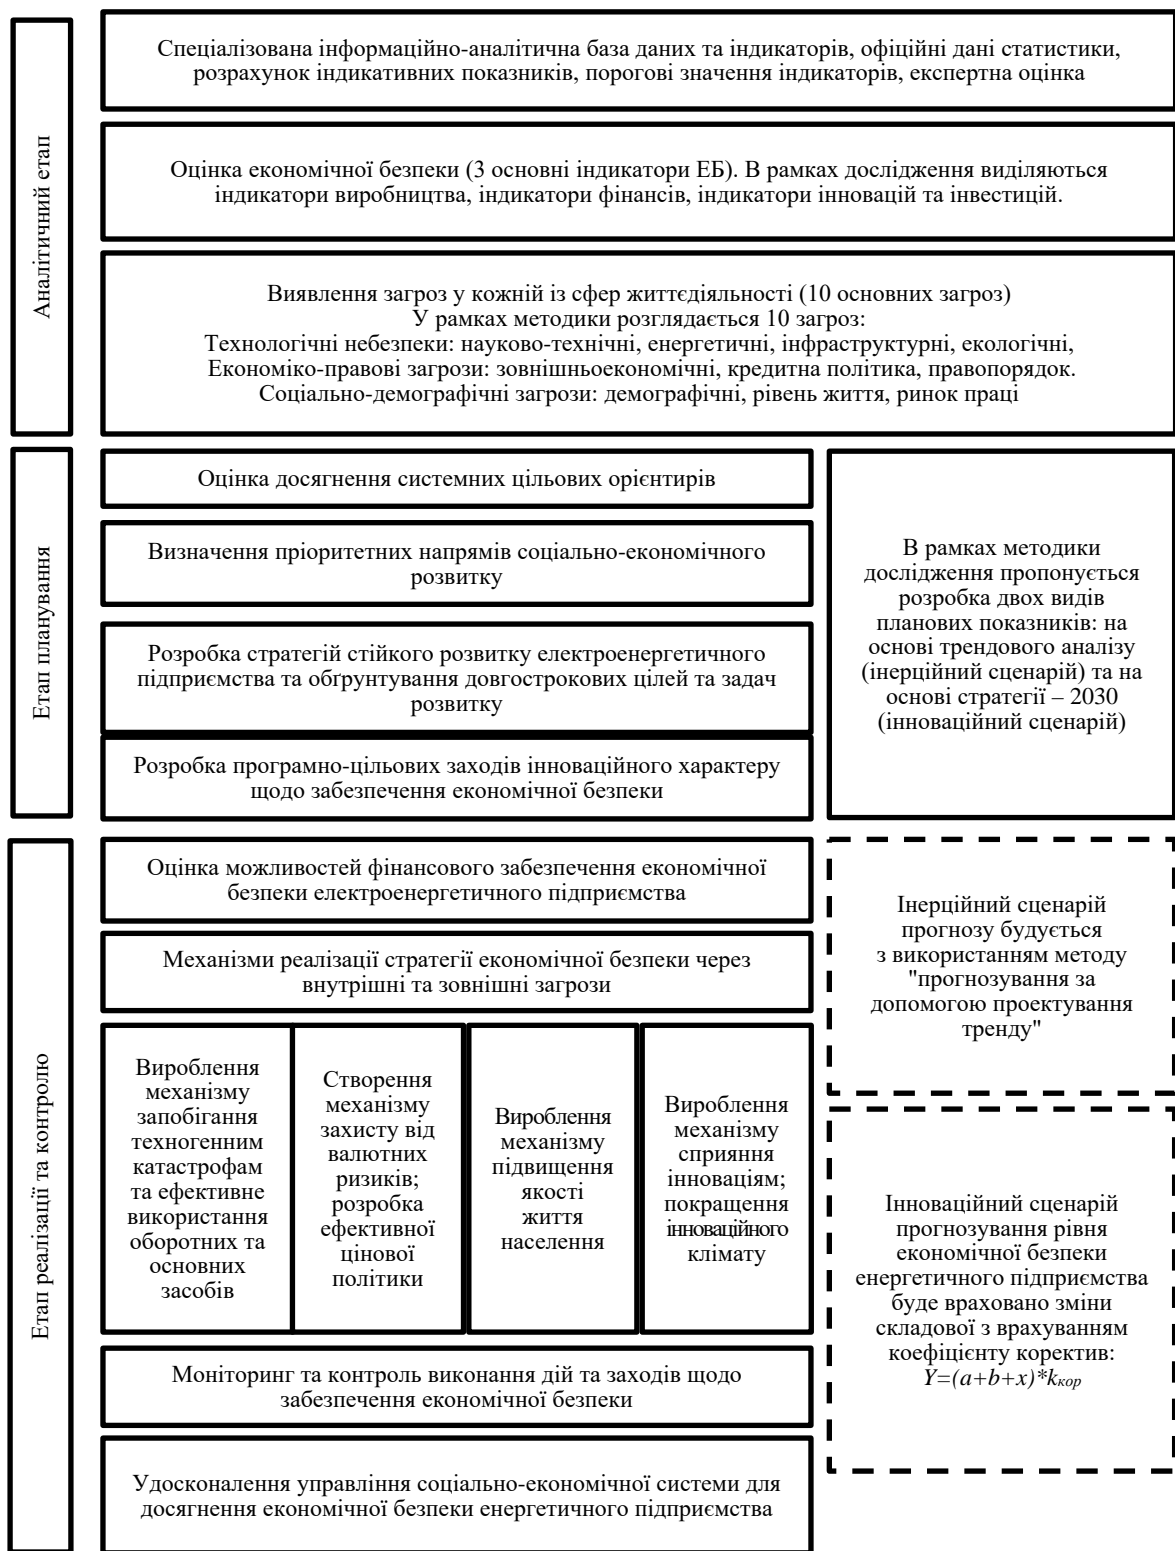 Аналітичний етап
Спеціалізована інформаційно-аналітична база даних та індикаторів, офіційні дані статистики,
розрахунок індикативних показників, порогові значення індикаторів, експертна оцінка
Оцінка економічної безпеки (3 основні індикатори ЕБ). В рамках дослідження виділяються
індикатори виробництва, індикатори фінансів, індикатори інновацій та інвестицій.
Виявлення загроз у кожній із сфер життєдіяльності (10 основних загроз)
У рамках методики розглядається 10 загроз:
Технологічні небезпеки: науково-технічні, енергетичні, інфраструктурні, екологічні,
Економіко-правові загрози: зовнішньоекономічні, кредитна політика, правопорядок.
Соціально-демографічні загрози: демографічні, рівень життя, ринок праці
Етап планування
Оцінка досягнення системних цільових орієнтирів
Визначення пріоритетних напрямів соціально-економічного
розвитку
Розробка стратегій стійкого розвитку електроенергетичного
підприємства та обґрунтування довгострокових цілей та задач
розвитку
Розробка програмно-цільових заходів інноваційного характеру
щодо забезпечення економічної безпеки
В рамках методики
дослідження пропонується
розробка двох видів
планових показників: на
основі трендового аналізу
(інерційний сценарій) та на
основі стратегії – 2030
(інноваційний сценарій)
Етап реалізації та контролю
Оцінка можливостей фінансового забезпечення економічної
безпеки електроенергетичного підприємства
Механізми реалізації стратегії економічної безпеки через
внутрішні та зовнішні загрози
Вироблення
механізму
запобігання
техногенним
катастрофам
та ефективне
використання
оборотних та
основних
засобів
Створення
механізму
захисту від
валютних
ризиків;
розробка
ефективної
цінової
політики
Вироблення
механізму
підвищення
якості
життя
населення
Вироблення
механізму
сприяння
інноваціям;
покращення
інноваційного
клімату
Моніторинг та контроль виконання дій та заходів щодо
забезпечення економічної безпеки
Удосконалення управління соціально-економічної системи для
досягнення економічної безпеки енергетичного підприємства
Інерційний сценарій
прогнозу будується
з використанням методу
"прогнозування за
допомогою проектування
тренду"
Інноваційний сценарій
прогнозування рівня
економічної безпеки
енергетичного підприємства
буде враховано зміни
складової з врахуванням
коефіцієнту коректив:
Y=(a+b+x)*kкор